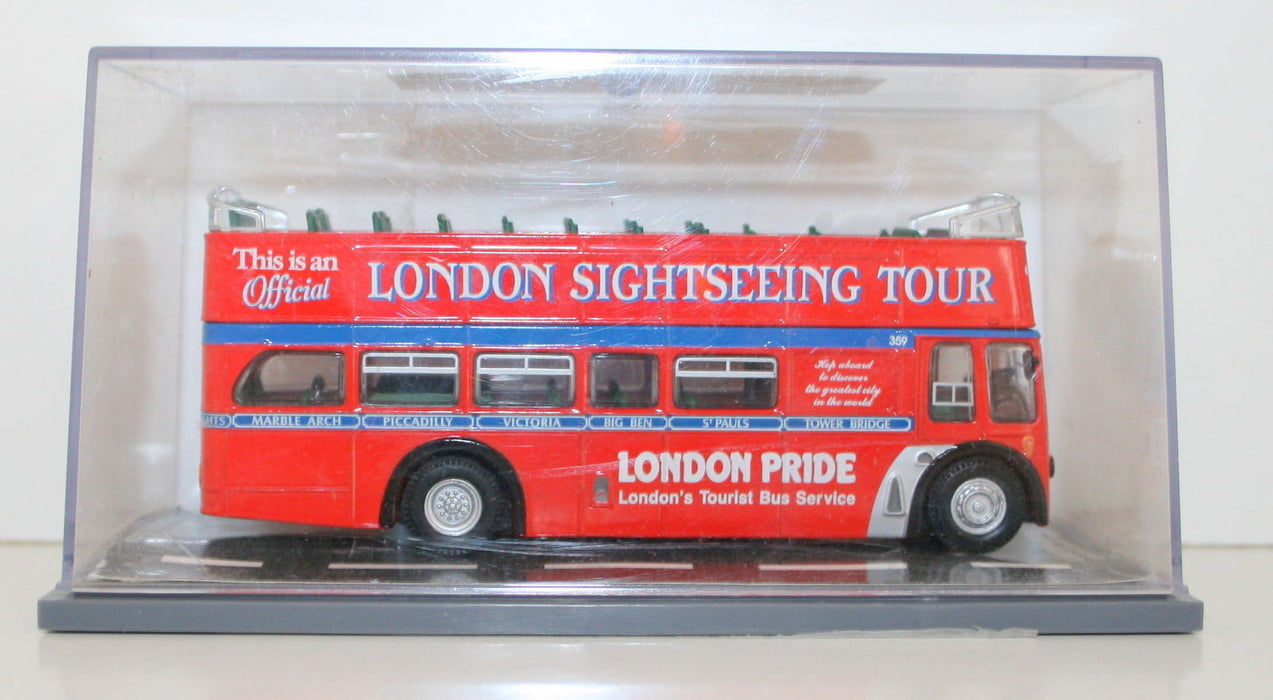 This is an
Official
LONDON SIGHTSEEING TOUR
359
Hop aboard
to discover
the greatest city
in the world
MARBLE ARCH
PICCADILLY
VICTORIA
BIG BEN
ST PAULS
TOWER BRIDGE
LONDON PRIDE
London's Tourist Bus Service